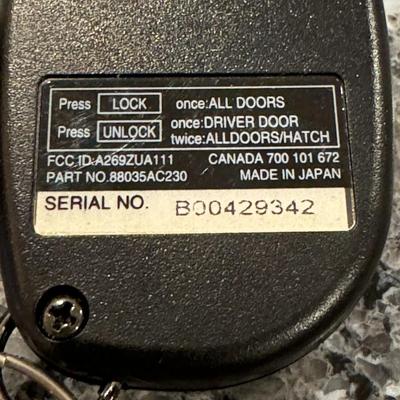 Press LOCK once:ALL DOORS
Press UNLOCK once:DRIVER DOOR
twice:ALLDOORS/HATCH
FCC ID:A269ZUA111 CANADA 700 101 672
PART NO.88035AC230 MADE IN JAPAN
SERIAL NO. B00429342